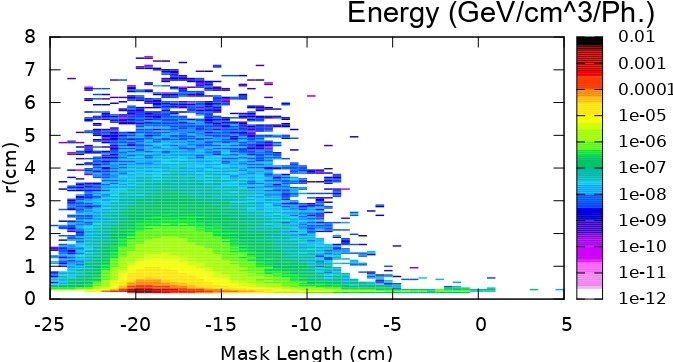 Energy (GeV/cm^3/Ph.)
8
7
6
5
4
3
2
1
0
r(cm)
-25 -20 -15 -10 -5 0 5
Mask Length (cm)
0.01
0.001
0.0001
1e-05
1e-06
1e-07
1e-08
1e-09
1e-10
1e-11
1e-12